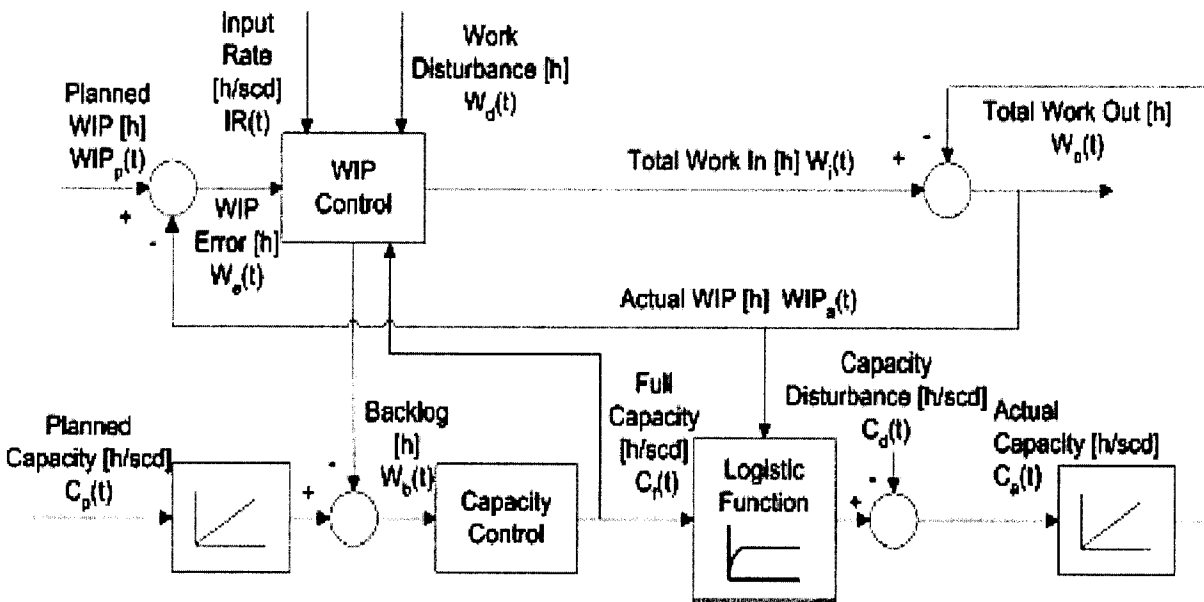 Input
Rate
[h/scd]
IR(t)
Work
Disturbance [h]
W_d(t)
Planned
WIP [h]
WIP_p(t)
+
-
WIP
Error [h]
W_e(t)
WIP
Control
Total Work In [h] W_i(t)
+
-
Total Work Out [h]
W_o(t)
Actual WIP [h] WIP_a(t)
Planned
Capacity [h/scd]
C_p(t)
+
-
Backlog
[h]
W_b(t)
Capacity
Control
Full
Capacity
[h/scd]
C_f(t)
Logistic
Function
Capacity
Disturbance [h/scd]
C_d(t)
+
-
Actual
Capacity [h/scd]
C_a(t)